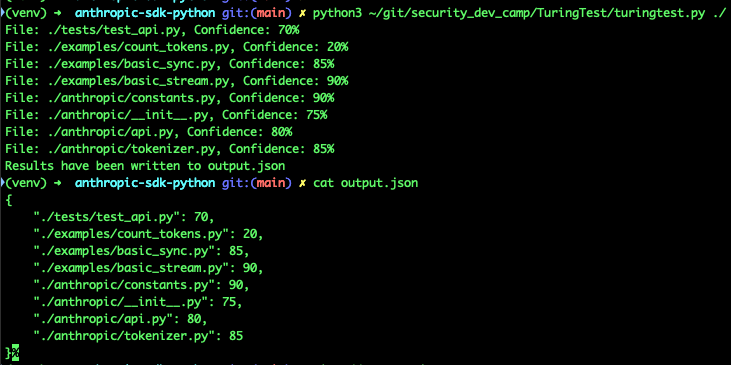 (venv) ➜  anthropic-sdk-python git:(main) ✗ python3 ~/git/security_dev_camp/TuringTest/turingtest.py ./
File: ./tests/test_api.py, Confidence: 70%
File: ./examples/count_tokens.py, Confidence: 20%
File: ./examples/basic_sync.py, Confidence: 85%
File: ./examples/basic_stream.py, Confidence: 90%
File: ./anthropic/constants.py, Confidence: 90%
File: ./anthropic/__init__.py, Confidence: 75%
File: ./anthropic/api.py, Confidence: 80%
File: ./anthropic/tokenizer.py, Confidence: 85%
Results have been written to output.json
(venv) ➜  anthropic-sdk-python git:(main) ✗ cat output.json
{
    "./tests/test_api.py": 70,
    "./examples/count_tokens.py": 20,
    "./examples/basic_sync.py": 85,
    "./examples/basic_stream.py": 90,
    "./anthropic/constants.py": 90,
    "./anthropic/__init__.py": 75,
    "./anthropic/api.py": 80,
    "./anthropic/tokenizer.py": 85
}%